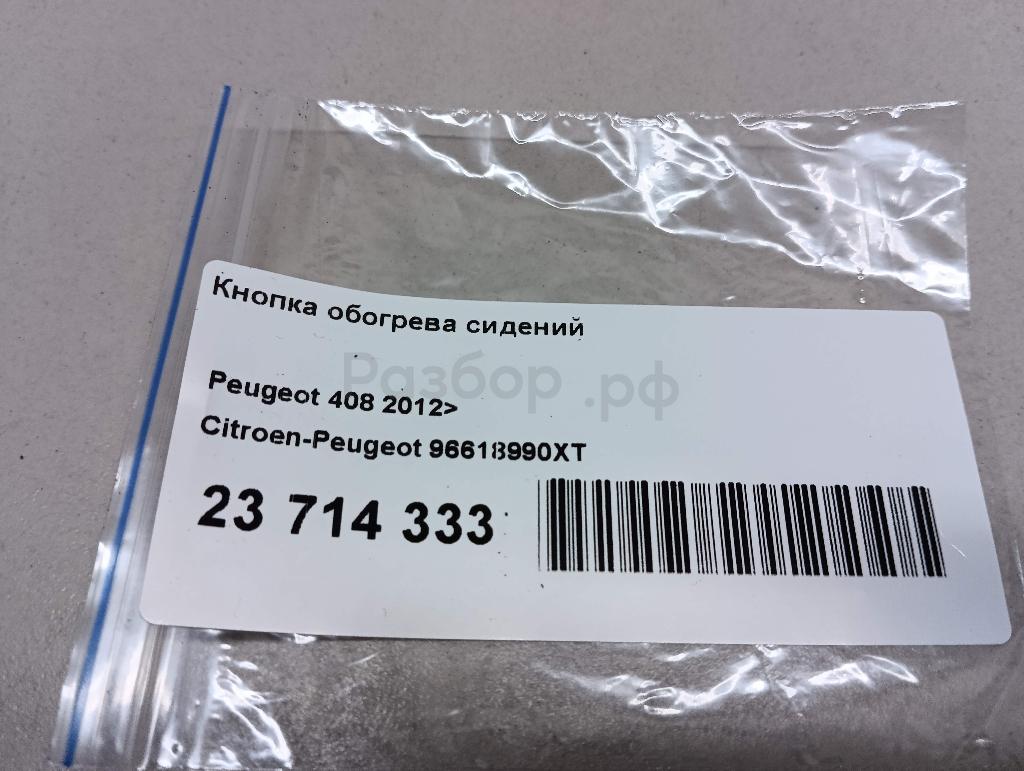 Кнопка обогрева сидений
Разбор.рф
Peugeot 408 2012>
Citroen-Peugeot 96618990XT
23 714 333